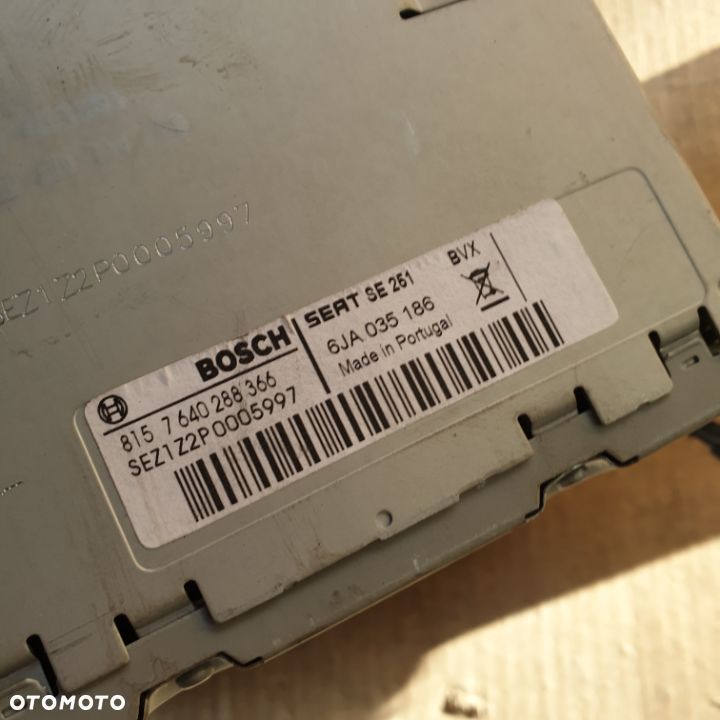 SEZ1Z2P0005997
BOSCH
815 7 640 288 366
SEZ1Z2P0005997
SEAT SE 251
BVX
6JA 035 186
Made in Portugal
OTOMOTO